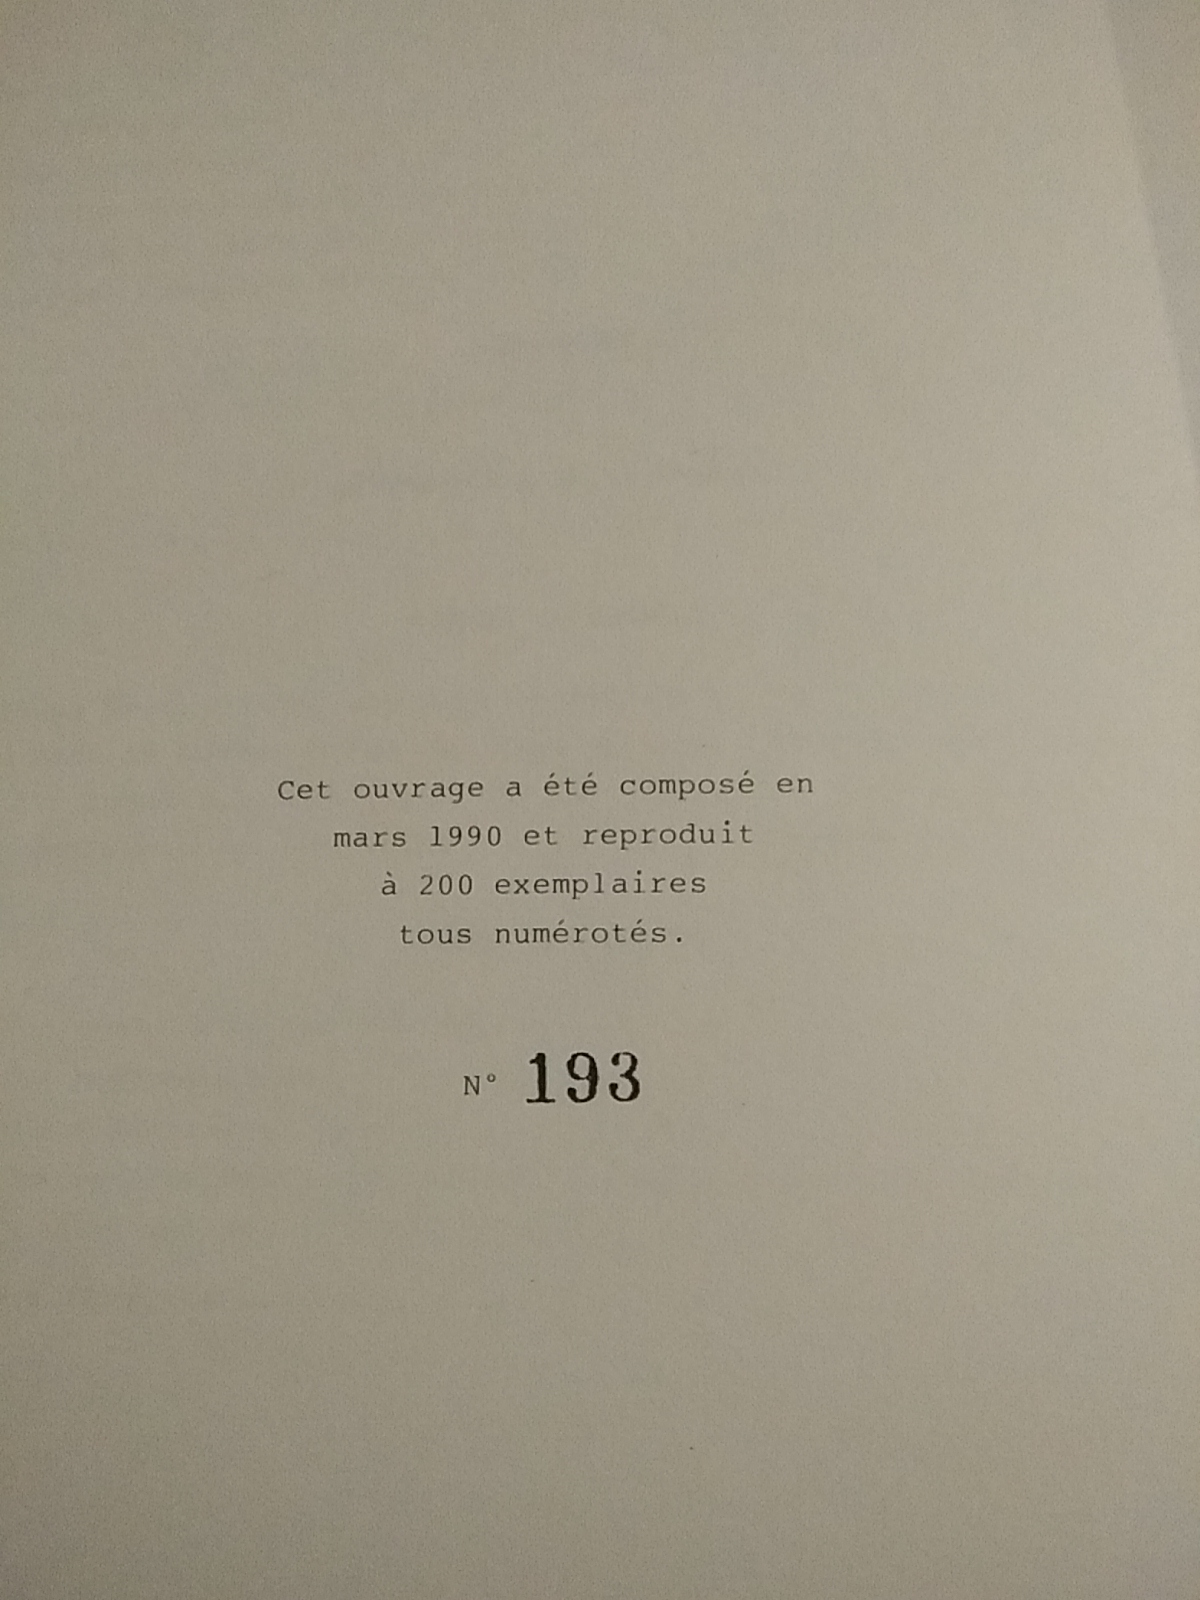 Cet ouvrage a été composé en
mars 1990 et reproduit
à 200 exemplaires
tous numérotés.
N° 193